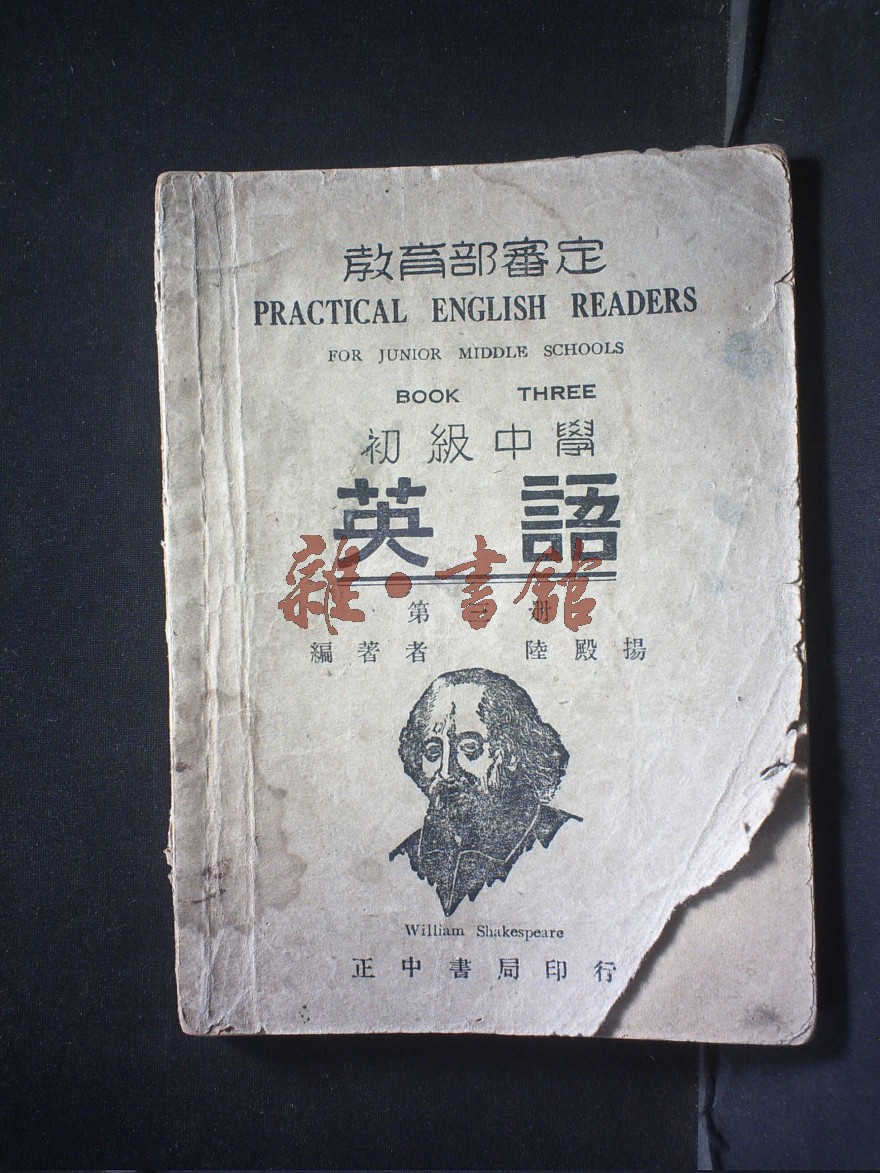 教育部審定
PRACTICAL ENGLISH READERS
FOR JUNIOR MIDDLE SCHOOLS
BOOK THREE
初級中學
英語
雜·書館
第 册
編著者 陸殿揚
William Shakespeare
正中書局印行